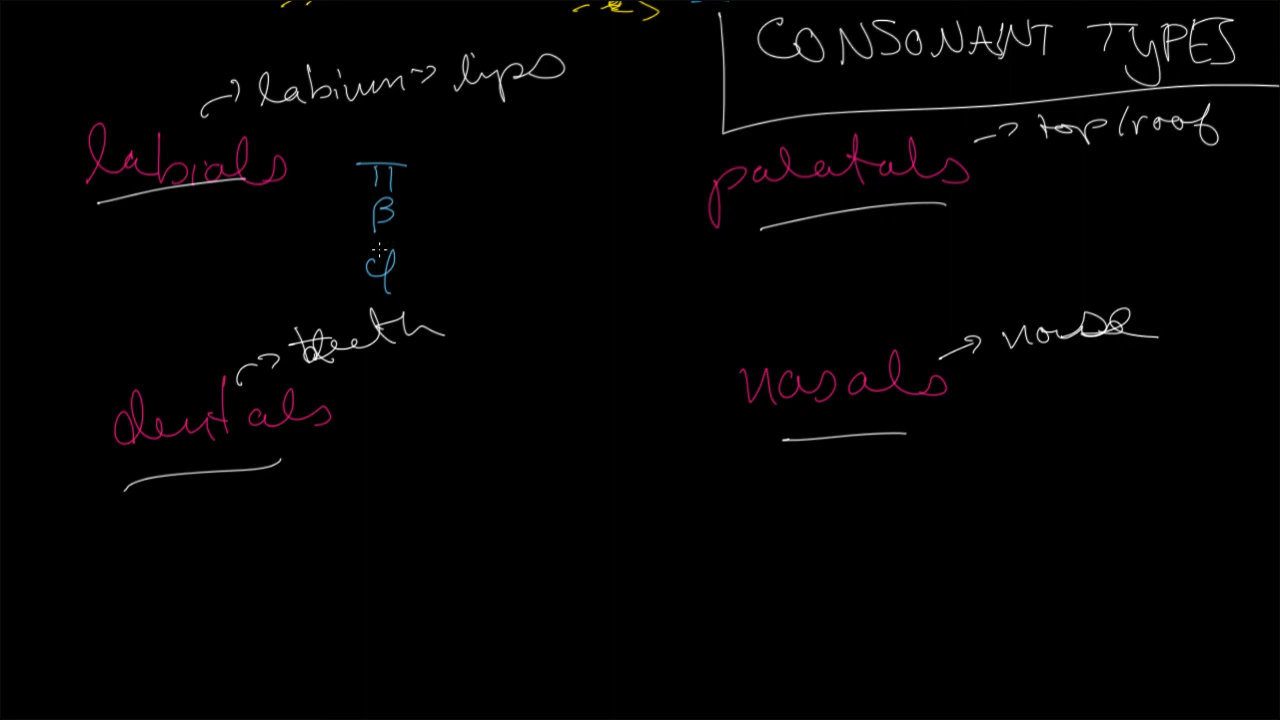 CONSONANT TYPES
labium → lips
labials
π
β
φ
→ top/roof
palatals
→ teeth
dentals
→ nose
nasals